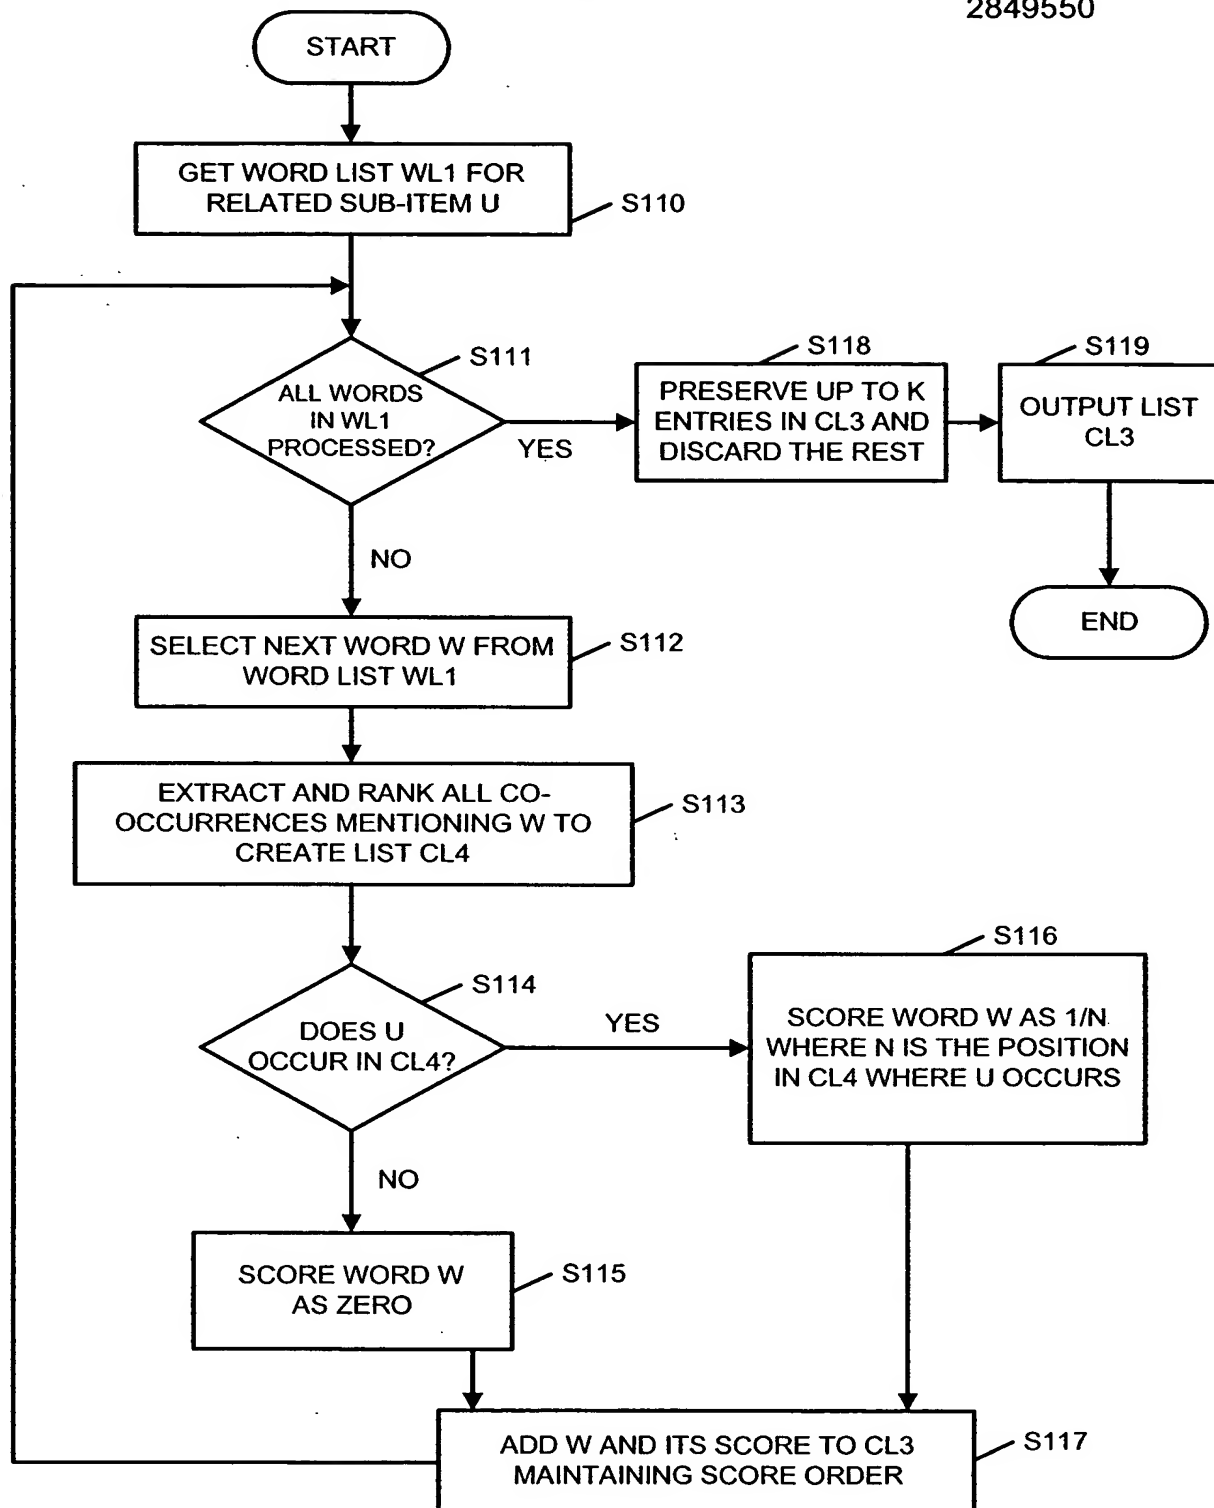 2849550
START
GET WORD LIST WL1 FOR
RELATED SUB-ITEM U
S110
S111
ALL WORDS
IN WL1
PROCESSED?
YES
S118
PRESERVE UP TO K
ENTRIES IN CL3 AND
DISCARD THE REST
S119
OUTPUT LIST
CL3
END
NO
SELECT NEXT WORD W FROM
WORD LIST WL1
S112
EXTRACT AND RANK ALL CO-
OCCURRENCES MENTIONING W TO
CREATE LIST CL4
S113
S114
DOES U
OCCUR IN CL4?
YES
S116
SCORE WORD W AS 1/N
WHERE N IS THE POSITION
IN CL4 WHERE U OCCURS
NO
SCORE WORD W
AS ZERO
S115
ADD W AND ITS SCORE TO CL3
MAINTAINING SCORE ORDER
S117